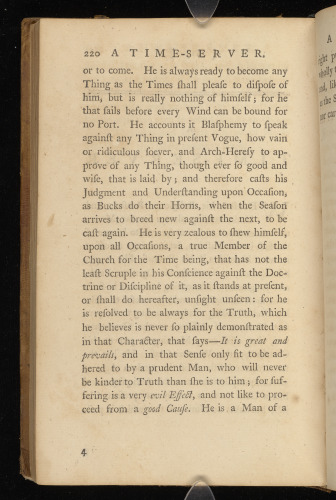 220 A TIME-SERVER.
or to come. He is always ready to become any
Thing as the Times ſhall pleaſe to diſpoſe of
him, but is really nothing of himſelf; for he
that ſails before every Wind can be bound for
no Port. He accounts it Blaſphemy to ſpeak
againſt any Thing in preſent Vogue, how vain
or ridiculous ſoever, and Arch-Hereſy to ap-
prove of any Thing, though ever ſo good and
wiſe, that is laid by; and therefore caſts his
Judgment and Underſtanding upon Occaſion,
as Bucks do their Horns, when the Seaſon
arrives to breed new againſt the next, to be
caſt again. He is very zealous to ſhew himſelf,
upon all Occaſions, a true Member of the
Church for the Time being, that has not the
leaſt Scruple in his Conſcience againſt the Doc-
trine or Diſcipline of it, as it ſtands at preſent,
or ſhall do hereafter, unſight unſeen: for he
is reſolved to be always for the Truth, which
he believes is never ſo plainly demonſtrated as
in that Character, that ſays—It is great and
prevails, and in that Senſe only fit to be ad-
hered to by a prudent Man, who will never
be kinder to Truth than ſhe is to him; for ſuf-
fering is a very evil Effect, and not like to pro-
ceed from a good Cauſe. He is a Man of a
4